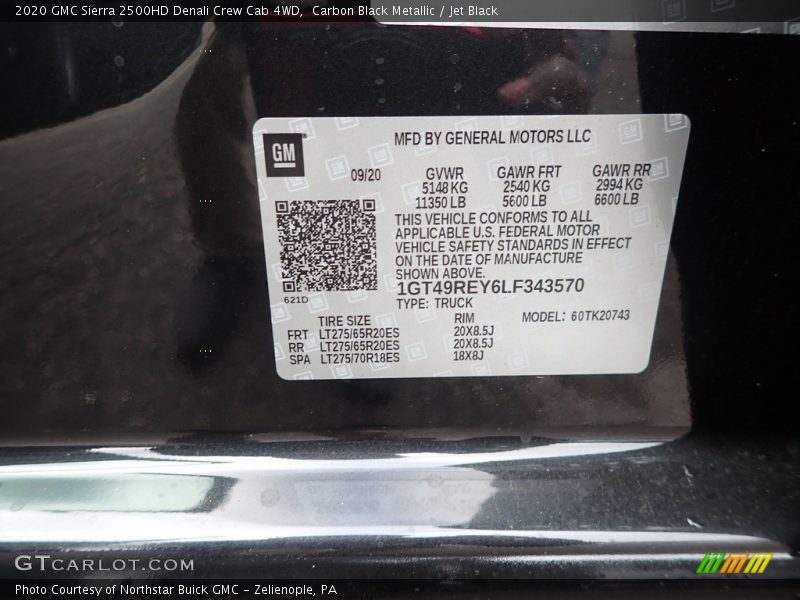 2020 GMC Sierra 2500HD Denali Crew Cab 4WD,  Carbon Black Metallic / Jet Black
GM
MFD BY GENERAL MOTORS LLC
09/20
GVWR GAWR FRT GAWR RR
5148 KG 2540 KG 2994 KG
11350 LB 5600 LB 6600 LB
THIS VEHICLE CONFORMS TO ALL
APPLICABLE U.S. FEDERAL MOTOR
VEHICLE SAFETY STANDARDS IN EFFECT
ON THE DATE OF MANUFACTURE
SHOWN ABOVE.
1GT49REY6LF343570
621D
TYPE: TRUCK
MODEL: 60TK20743
TIRE SIZE RIM
FRT LT275/65R20ES 20X8.5J
RR LT275/65R20ES 20X8.5J
SPA LT275/70R18ES 18X8J
GTCARLOT.COM
Photo Courtesy of Northstar Buick GMC - Zelienople, PA